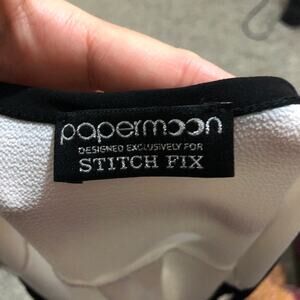 papermoon
DESIGNED EXCLUSIVELY FOR
STITCH FIX